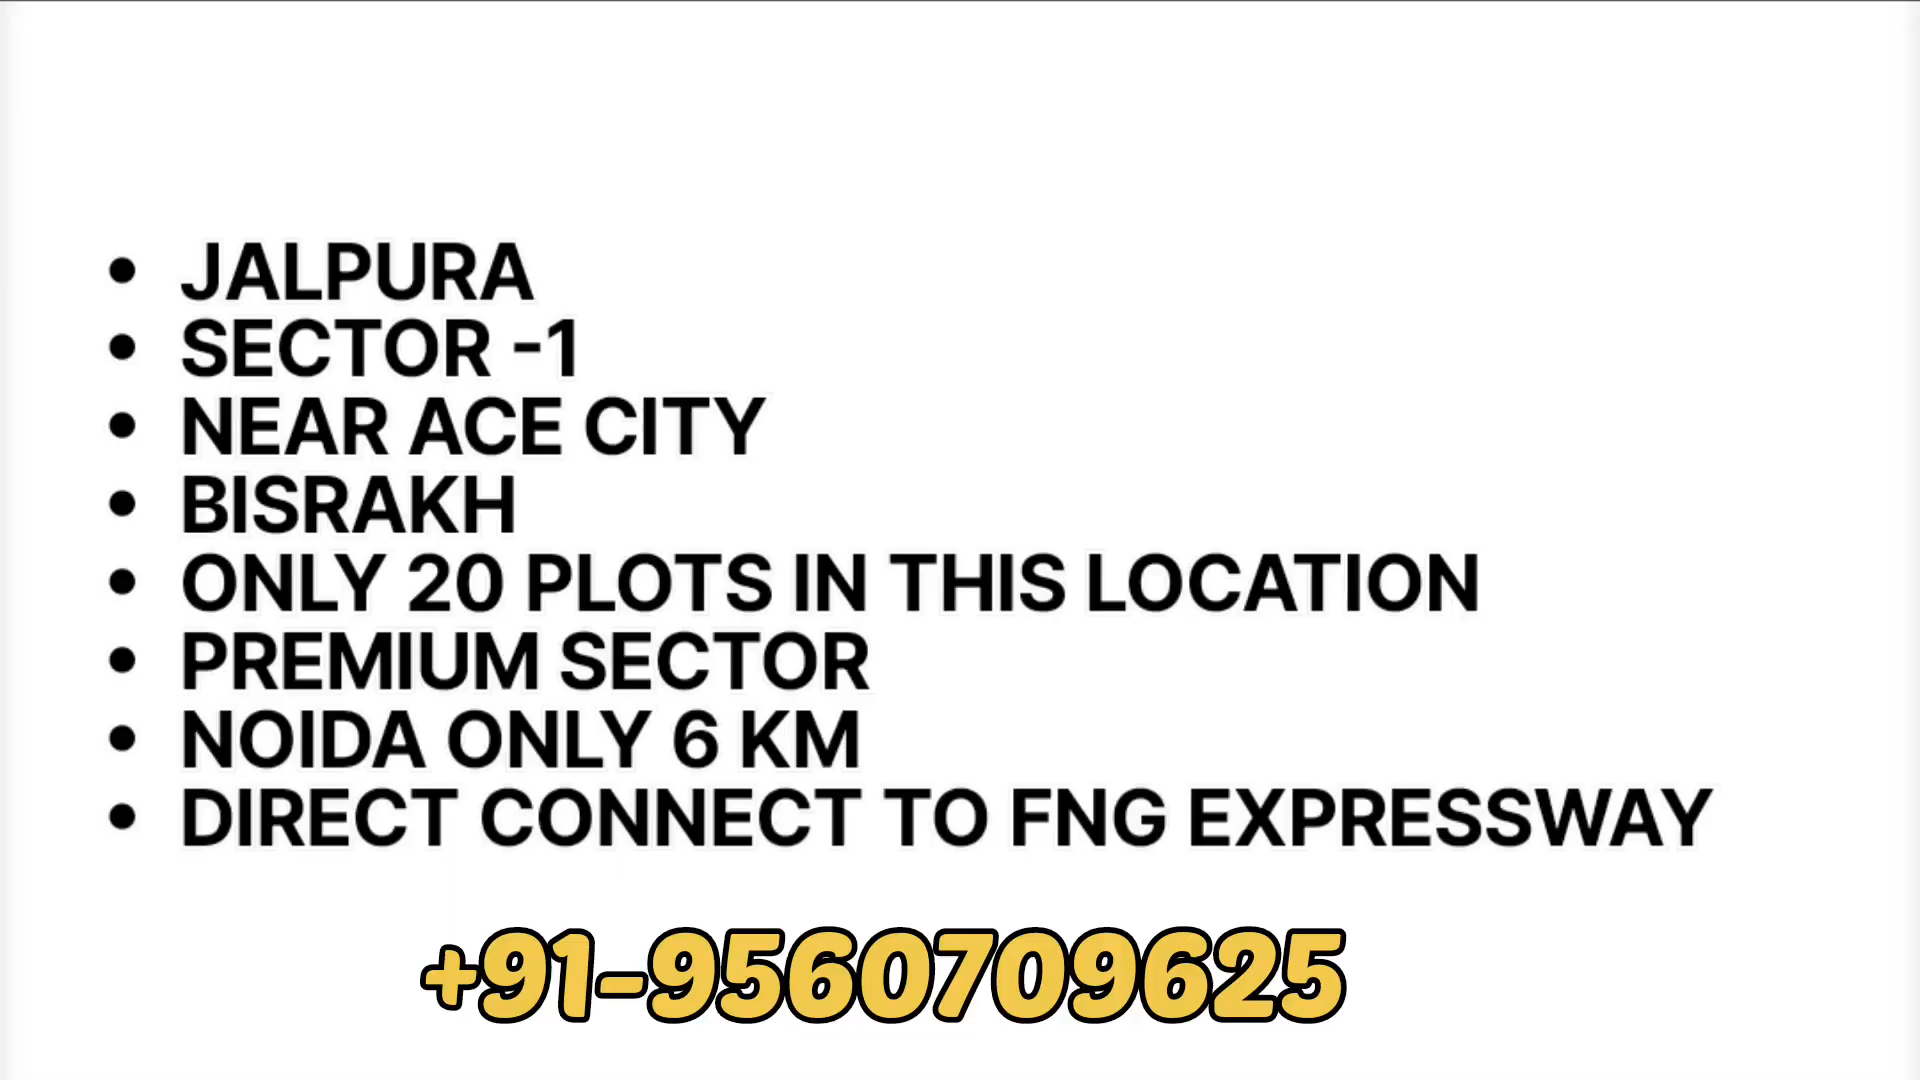 • JALPURA
• SECTOR -1
• NEAR ACE CITY
• BISRAKH
• ONLY 20 PLOTS IN THIS LOCATION
• PREMIUM SECTOR
• NOIDA ONLY 6 KM
• DIRECT CONNECT TO FNG EXPRESSWAY
+91-9560709625